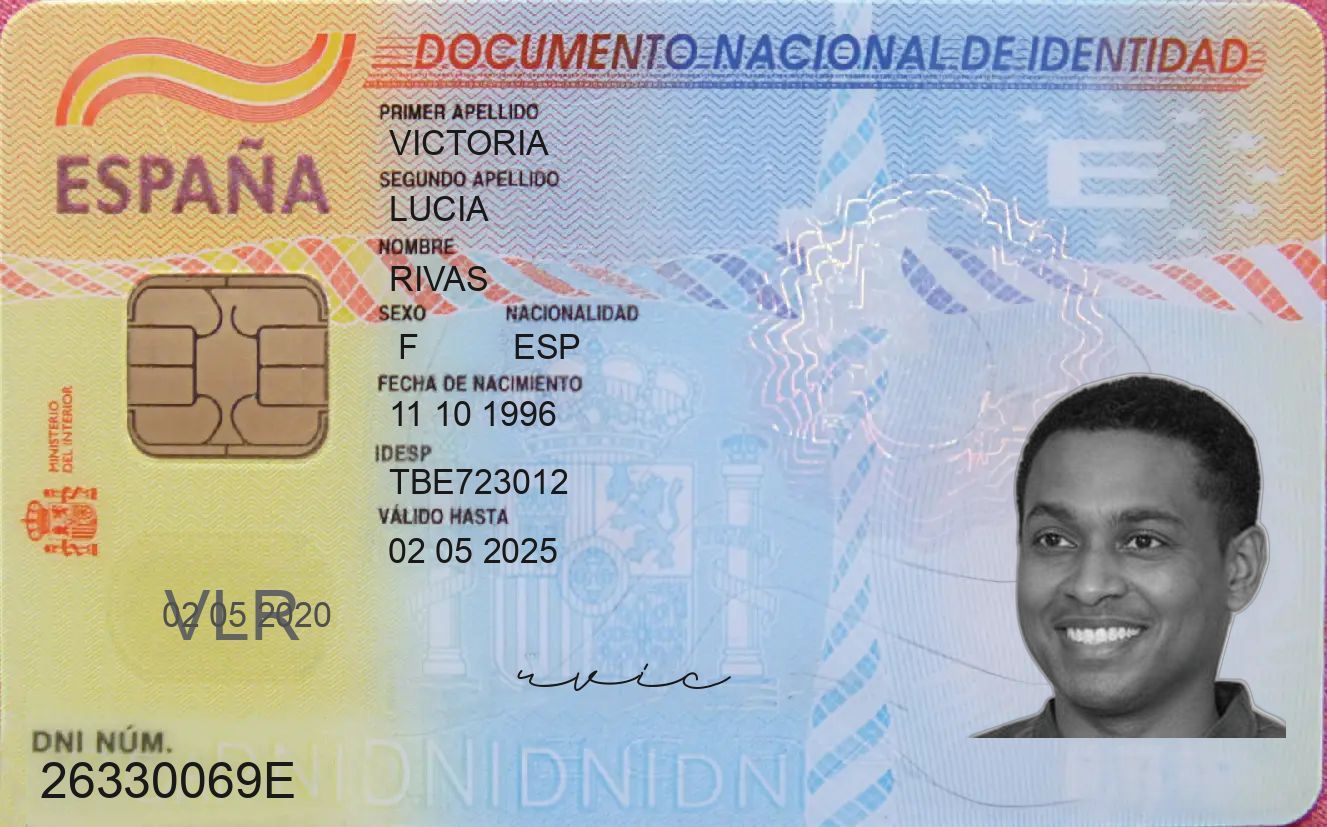 DOCUMENTO NACIONAL DE IDENTIDAD
ESPAÑA
PRIMER APELLIDO
VICTORIA
SEGUNDO APELLIDO
LUCIA
NOMBRE
RIVAS
SEXO NACIONALIDAD
F ESP
FECHA DE NACIMIENTO
11 10 1996
IDESP
TBE723012
VÁLIDO HASTA
02 05 2025
MINISTERIO
DEL INTERIOR
E
VLR
02 05 2020
rvic
DNI NÚM.
26330069E
DNIDNIDNIDNI